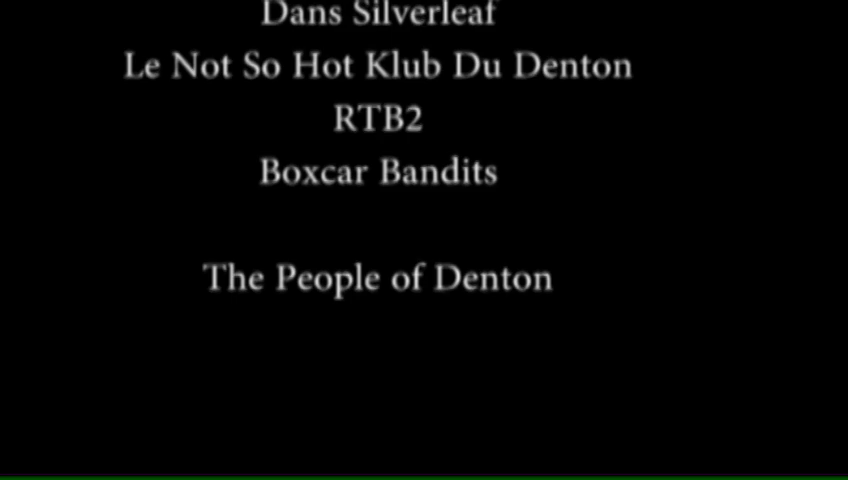 Dans Silverleaf
Le Not So Hot Klub Du Denton
RTB2
Boxcar Bandits
The People of Denton